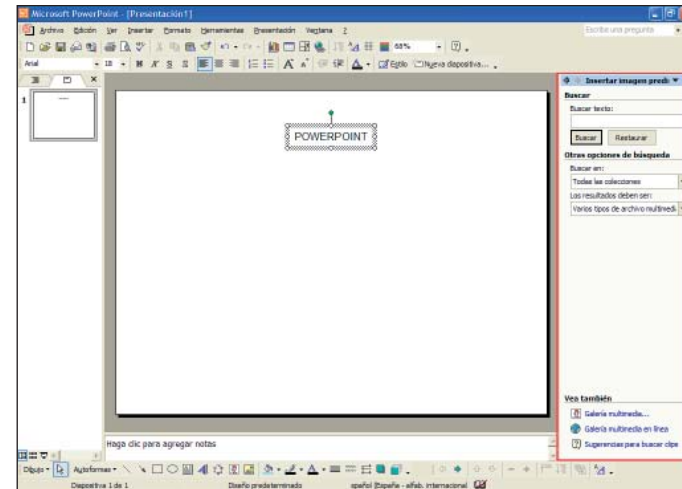 Microsoft PowerPoint - [Presentación1]
Archivo Edición Ver Insertar Formato Herramientas Presentación Ventana ?
Escriba una pregunta
68%
Arial 18 N K S S Estilo Nueva diapositiva...
Insertar imagen predi
1
Buscar
Buscar texto:
POWERPOINT
Buscar Restaurar
Otras opciones de búsqueda
Buscar en:
Todas las colecciones
Los resultados deben ser:
Varios tipos de archivo multimedi
Vea también
Galería multimedia...
Galería multimedia en línea
Sugerencias para buscar clips
Haga clic para agregar notas
Dibujo Autoformas
Diapositiva 1 de 1 Diseño predeterminado español (España - alfab. internacional)